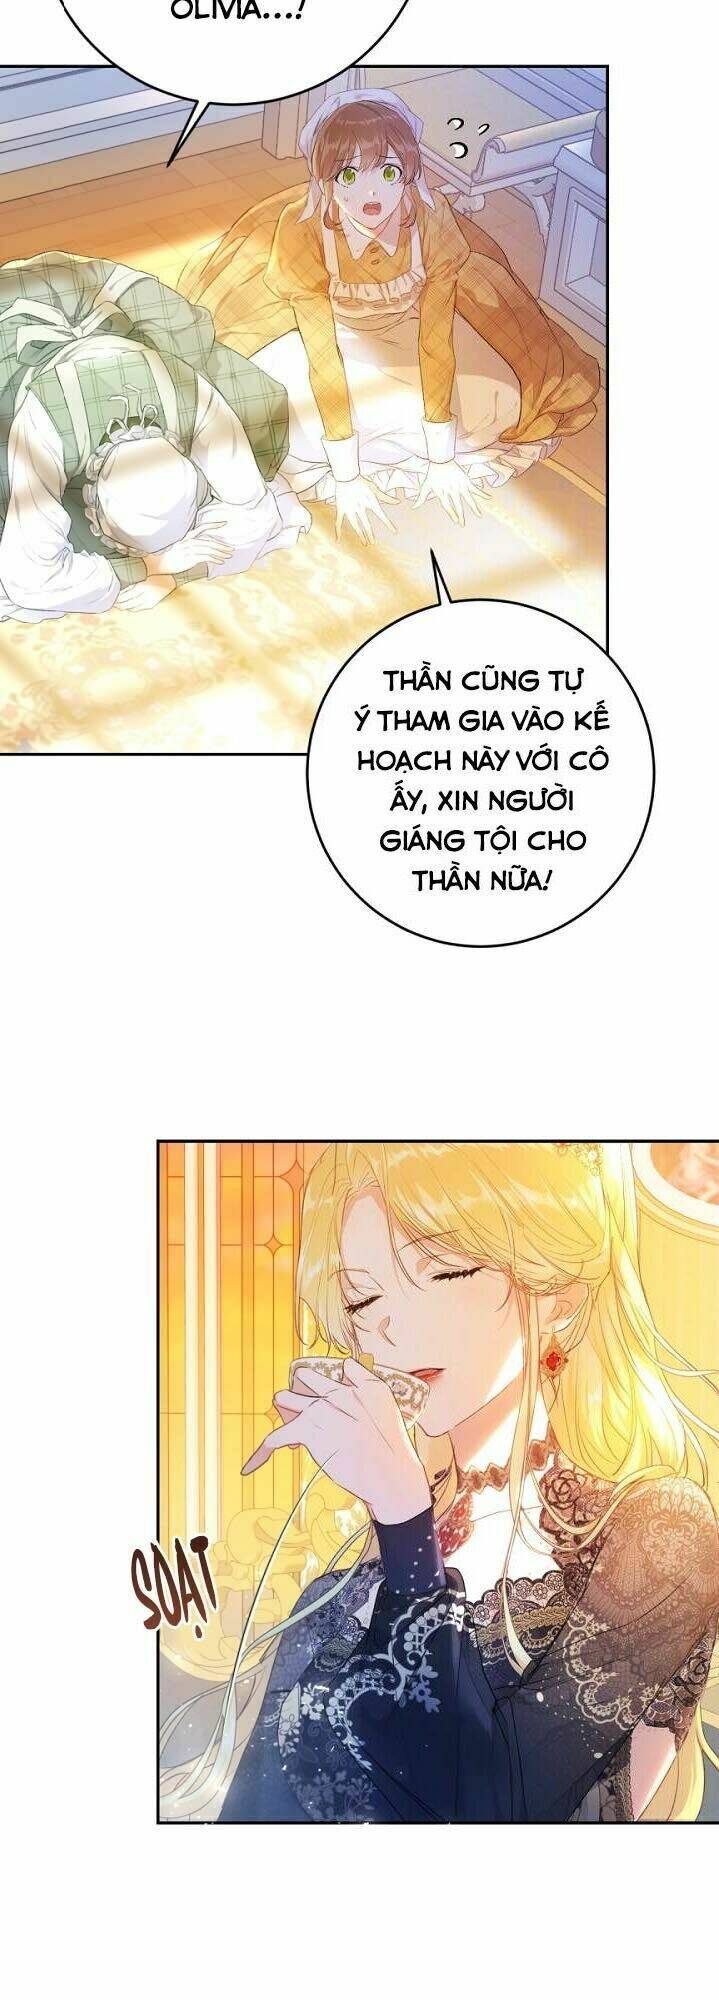 OLIVIA...!
THẦN CŨNG TỰ
Ý THAM GIA VÀO KẾ
HOẠCH NÀY VỚI CÔ
ẤY, XIN NGƯỜI
GIÁNG TỘI CHO
THẦN NỮA!
SOẠT